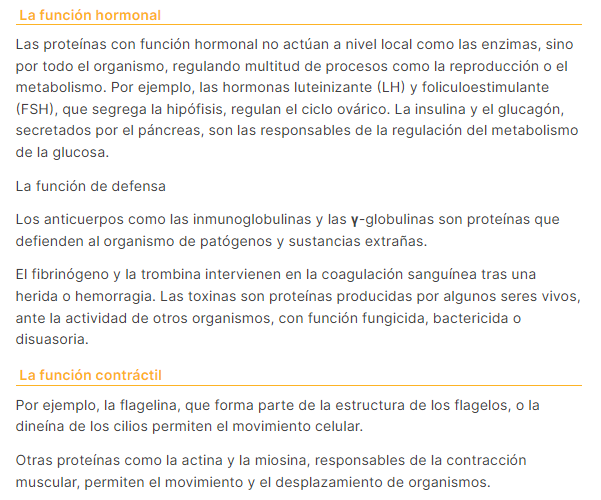 La función hormonal
Las proteínas con función hormonal no actúan a nivel local como las enzimas, sino
por todo el organismo, regulando multitud de procesos como la reproducción o el
metabolismo. Por ejemplo, las hormonas luteinizante (LH) y foliculoestimulante
(FSH), que segrega la hipófisis, regulan el ciclo ovárico. La insulina y el glucagón,
secretados por el páncreas, son las responsables de la regulación del metabolismo
de la glucosa.
La función de defensa
Los anticuerpos como las inmunoglobulinas y las γ-globulinas son proteínas que
defienden al organismo de patógenos y sustancias extrañas.
El fibrinógeno y la trombina intervienen en la coagulación sanguínea tras una
herida o hemorragia. Las toxinas son proteínas producidas por algunos seres vivos,
ante la actividad de otros organismos, con función fungicida, bactericida o
disuasoria.
La función contráctil
Por ejemplo, la flagelina, que forma parte de la estructura de los flagelos, o la
dineína de los cilios permiten el movimiento celular.
Otras proteínas como la actina y la miosina, responsables de la contracción
muscular, permiten el movimiento y el desplazamiento de organismos.